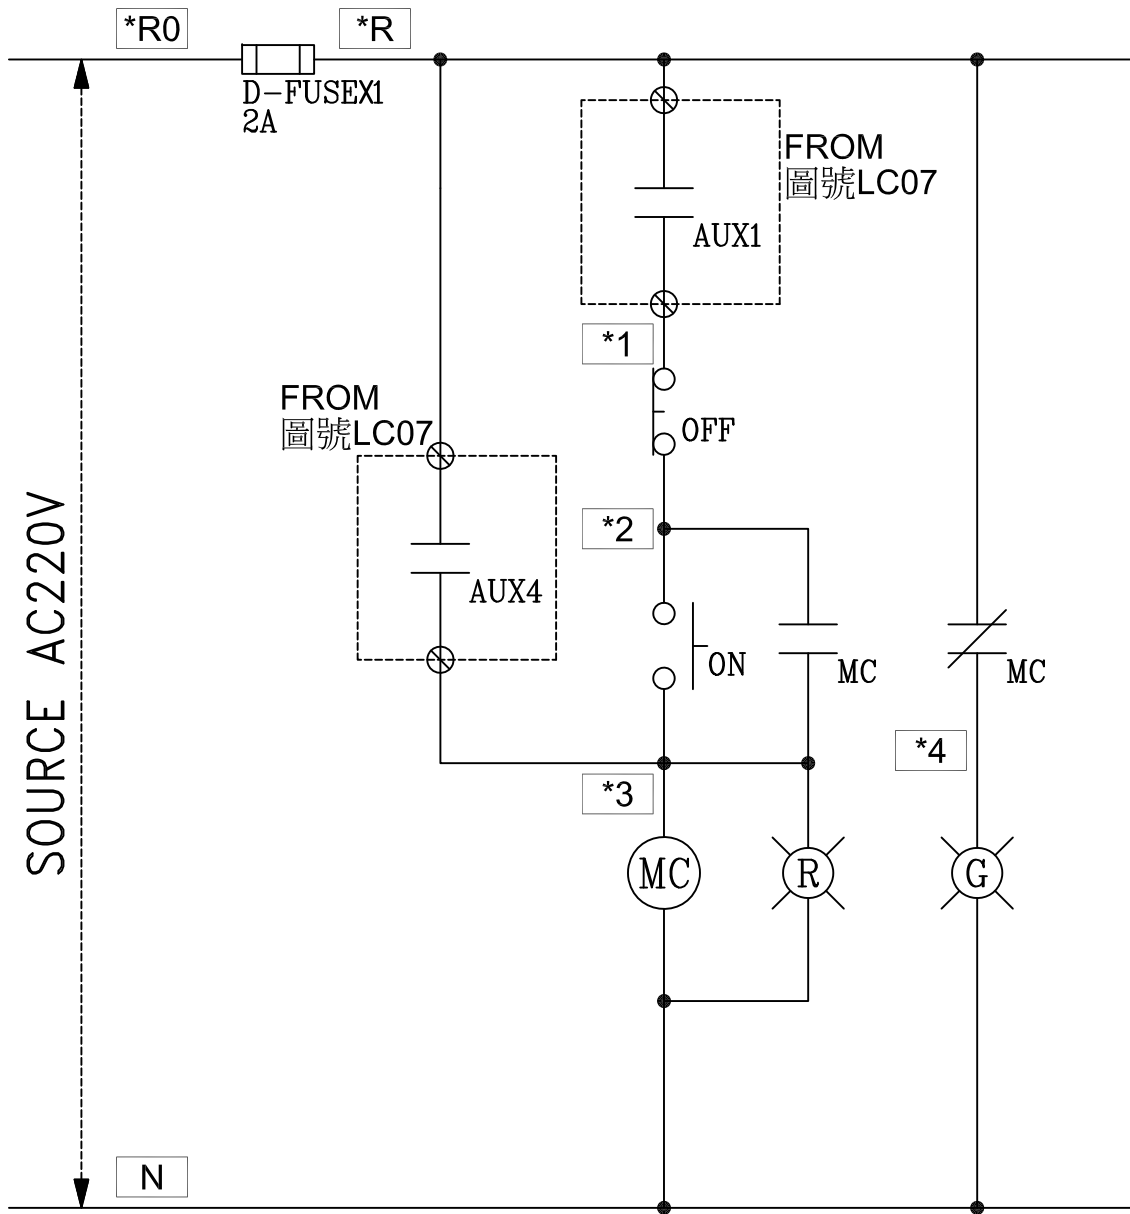 *R0
*R
D-FUSEX1
2A
FROM
圖號LC07
AUX1
*1
FROM
圖號LC07
OFF
*2
AUX4
ON
MC
MC
SOURCE AC220V
*4
*3
MC
R
G
N